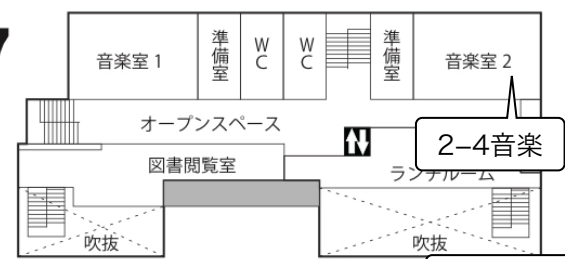 7
音楽室 1
準備室
WC
WC
準備室
音楽室 2
オープンスペース
2–4音楽
図書閲覧室
ランチルーム
吹抜
吹抜